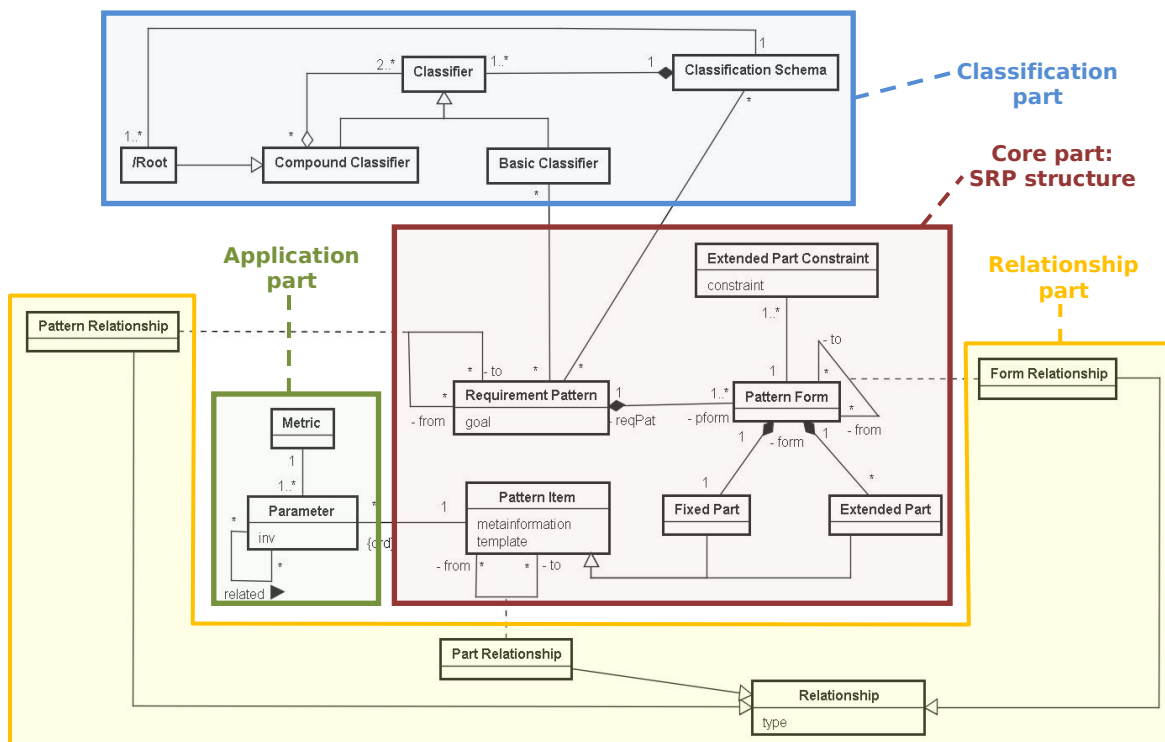 1
2..*
Classifier
1..*
1
Classification Schema
Classification
part
*
1..*
*
/Root
Compound Classifier
Basic Classifier
*
Core part:
SRP structure
Application
part
Extended Part Constraint
constraint
Relationship
part
1..*
Pattern Relationship
- to
*
- to
*
*
1
*
Form Relationship
*
Requirement Pattern
goal
1
1..*
Pattern Form
*
- from
- reqPat
- pform
- from
Metric
1
- form
1
1
1..*
1
*
Parameter
inv
*
{ord}
1
Pattern Item
metainformation
template
Fixed Part
Extended Part
*
*
- from
*
*
- to
related
Part Relationship
Relationship
type